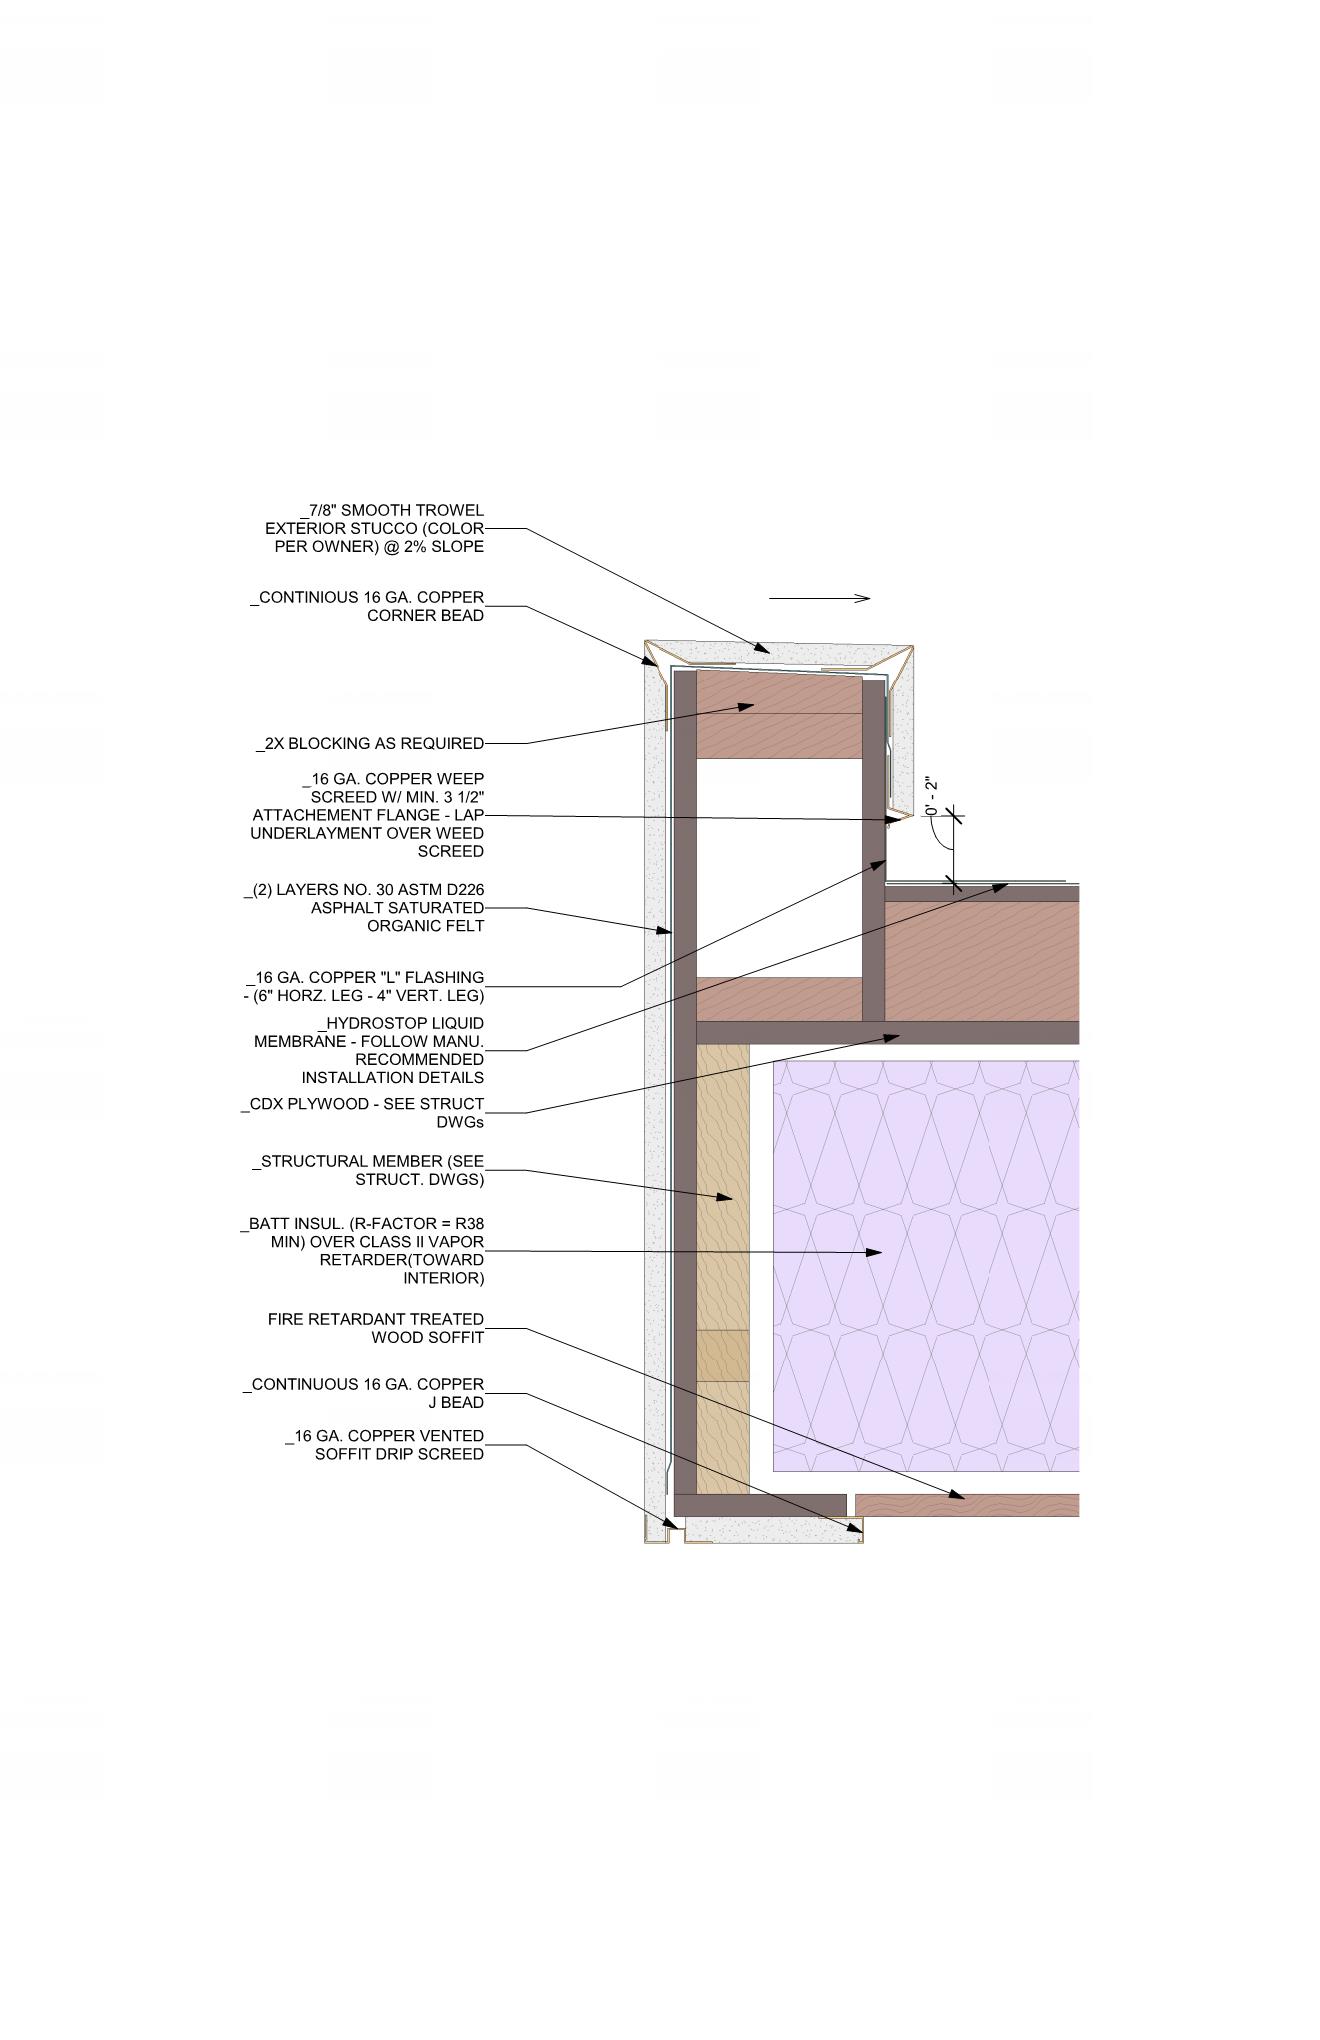 _7/8" SMOOTH TROWEL
EXTERIOR STUCCO (COLOR
PER OWNER) @ 2% SLOPE
_CONTINIOUS 16 GA. COPPER
CORNER BEAD
_2X BLOCKING AS REQUIRED
_16 GA. COPPER WEEP
SCREED W/ MIN. 3 1/2"
ATTACHEMENT FLANGE - LAP
UNDERLAYMENT OVER WEED
SCREED
0' - 2"
_(2) LAYERS NO. 30 ASTM D226
ASPHALT SATURATED
ORGANIC FELT
_16 GA. COPPER "L" FLASHING
- (6" HORZ. LEG - 4" VERT. LEG)
_HYDROSTOP LIQUID
MEMBRANE - FOLLOW MANU.
RECOMMENDED
INSTALLATION DETAILS
_CDX PLYWOOD - SEE STRUCT
DWGs
_STRUCTURAL MEMBER (SEE
STRUCT. DWGS)
_BATT INSUL. (R-FACTOR = R38
MIN) OVER CLASS II VAPOR
RETARDER(TOWARD
INTERIOR)
FIRE RETARDANT TREATED
WOOD SOFFIT
_CONTINUOUS 16 GA. COPPER
J BEAD
_16 GA. COPPER VENTED
SOFFIT DRIP SCREED